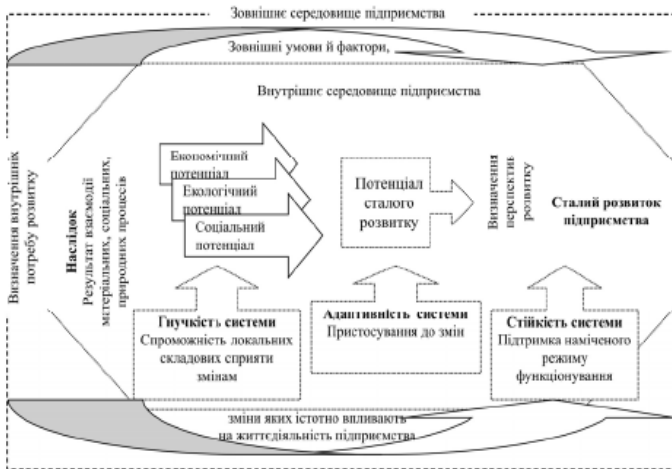 Зовнішнє середовище підприємства
Зовнішні умови й фактори,
Внутрішнє середовище підприємства
Визначення внутрішніх
потребу розвитку
Наслідок
Результат взаємодії
матеріальних, соціальних,
природних процесів
Економічний
потенціал
Екологічний
потенціал
Соціальний
потенціал
Потенціал
сталого
розвитку
Визначення
перспектив
розвитку
Сталий розвиток
підприємства
Гнучкість системи
Спроможність локальних
складових сприяти
змінам
Адаптивність системи
Пристосування до змін
Стійкість системи
Підтримка наміченого
режиму
функціонування
зміни яких істотно впливають
на життєдіяльність підприємства